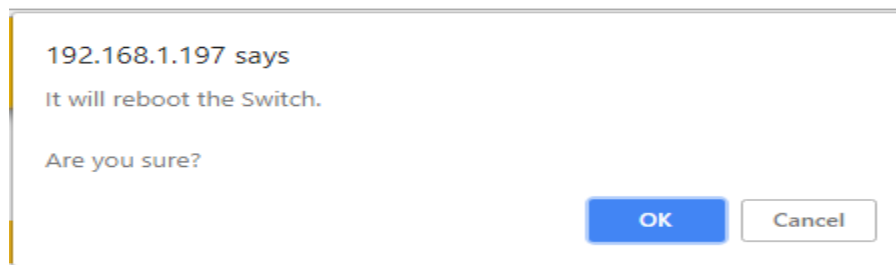 192.168.1.197 says
It will reboot the Switch.
Are you sure?
OK Cancel